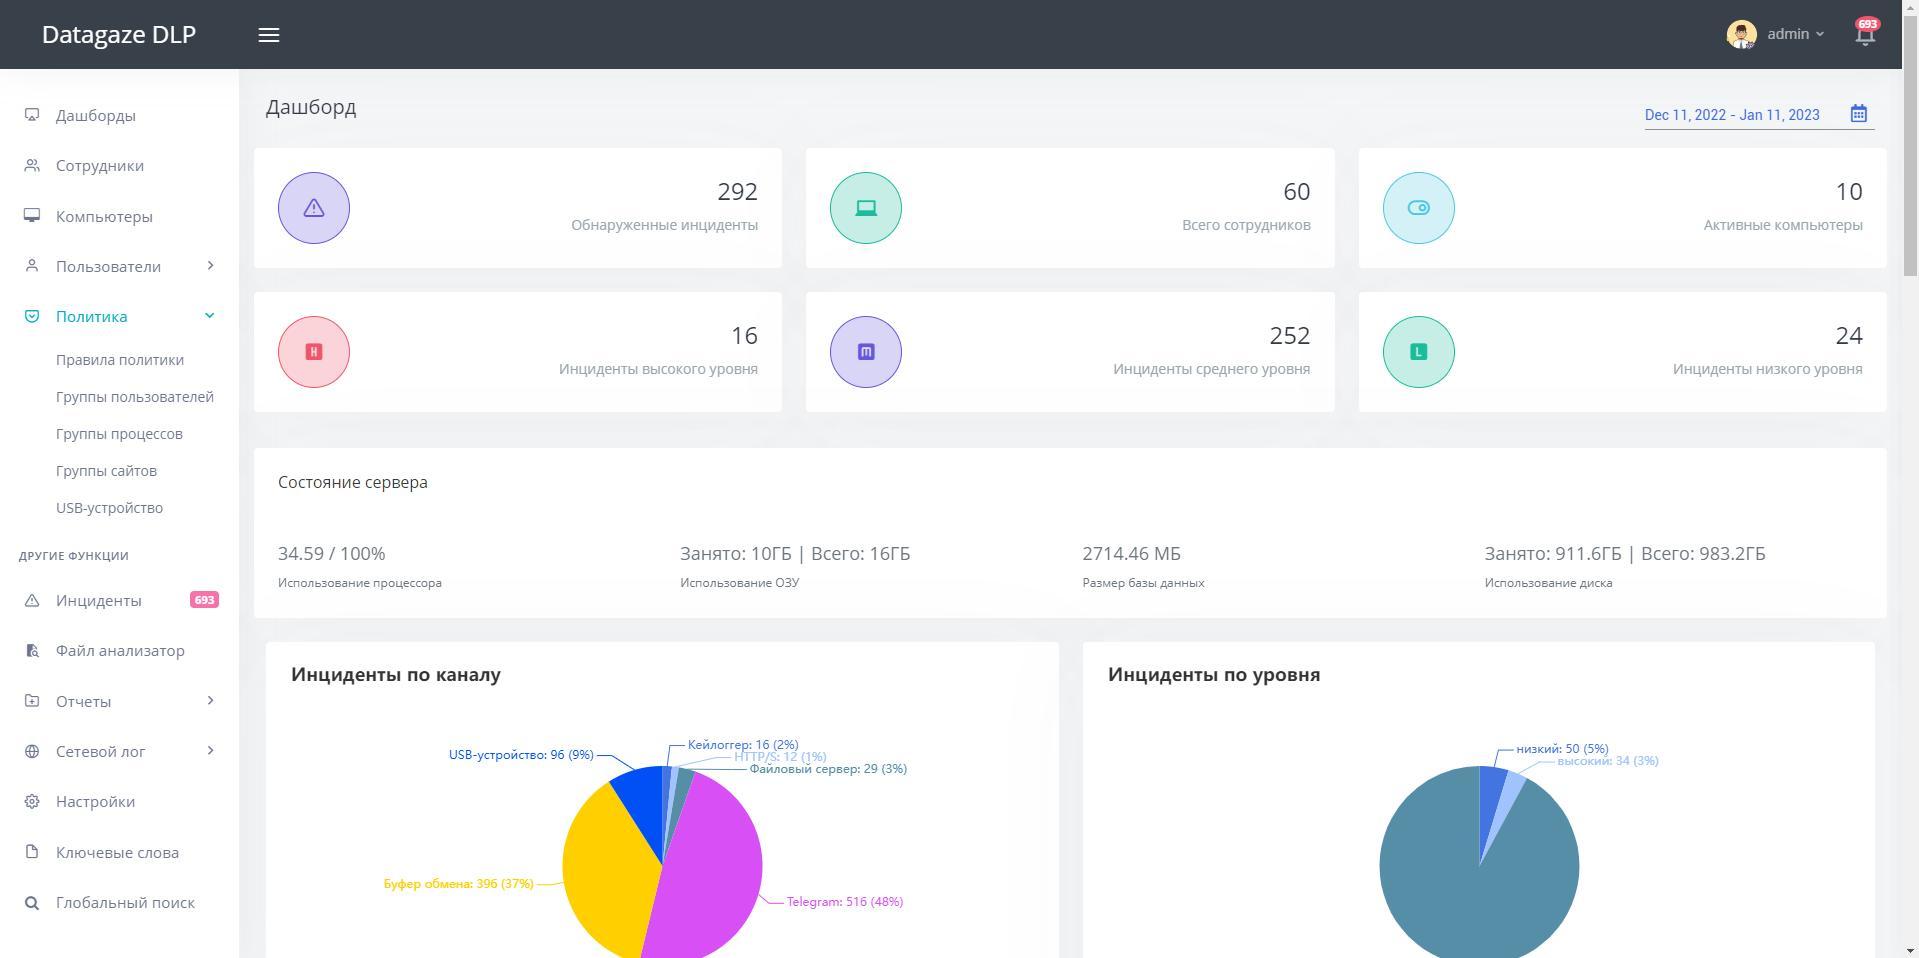 Datagaze DLP
admin
693
Дашборды
Сотрудники
Компьютеры
Пользователи
Политика
Правила политики
Группы пользователей
Группы процессов
Группы сайтов
USB-устройство
ДРУГИЕ ФУНКЦИИ
Инциденты 693
Файл анализатор
Отчеты
Сетевой лог
Настройки
Ключевые слова
Глобальный поиск
Дашборд
Dec 11, 2022 - Jan 11, 2023
292
Обнаруженные инциденты
60
Всего сотрудников
10
Активные компьютеры
H
16
Инциденты высокого уровня
m
252
Инциденты среднего уровня
L
24
Инциденты низкого уровня
Состояние сервера
34.59 / 100%
Использование процессора
Занято: 10ГБ | Всего: 16ГБ
Использование ОЗУ
2714.46 МБ
Размер базы данных
Занято: 911.6ГБ | Всего: 983.2ГБ
Использование диска
Инциденты по каналу
Кейлоггер: 16 (2%)
USB-устройство: 96 (9%)
HTTP/S: 12 (1%)
Файловый сервер: 29 (3%)
Буфер обмена: 396 (37%)
Telegram: 516 (48%)
Инциденты по уровня
низкий: 50 (5%)
высокий: 34 (3%)